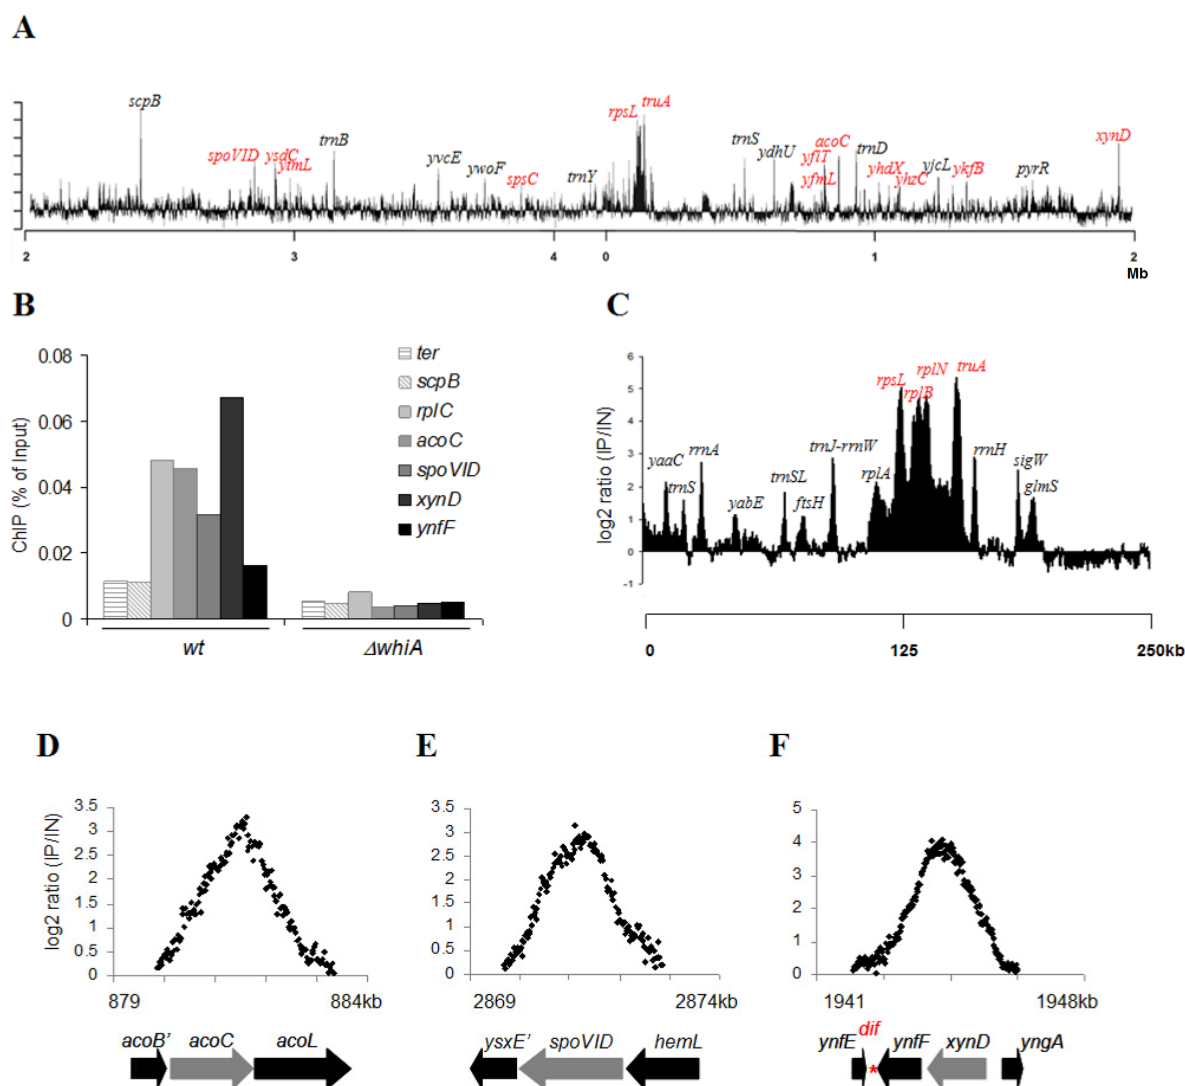 A
scpB
spoVID
ysdC
ytmL
trnB
yvcE
ywoF
spsC
trnY
rpsL
truA
trnS
ydhU
yflT
yfmL
acoC
trnD
yhdX
yhzC
yjcL
ykfB
pyrR
xynD
2
3
4
0
1
2
Mb
B
ChIP (% of Input)
0.08
0.06
0.04
0.02
0
wt
ΔwhiA
ter
scpB
rplC
acoC
spoVID
xynD
ynfF
C
log2 ratio (IP/IN)
6
5
4
3
2
1
0
-1
yaaC
trnS
rrnA
yabE
trnSL
ftsH
trnJ-rrnW
rplA
rpsL
rplB
rplN
truA
rrnH
sigW
glmS
0
125
250kb
D
log2 ratio (IP/IN)
3.5
3
2.5
2
1.5
1
0.5
0
879
884kb
acoB'
acoC
acoL
E
3.5
3
2.5
2
1.5
1
0.5
0
2869
2874kb
ysxE'
spoVID
hemL
F
5
4
3
2
1
0
1941
1948kb
ynfE
dif
*
ynfF
xynD
yngA